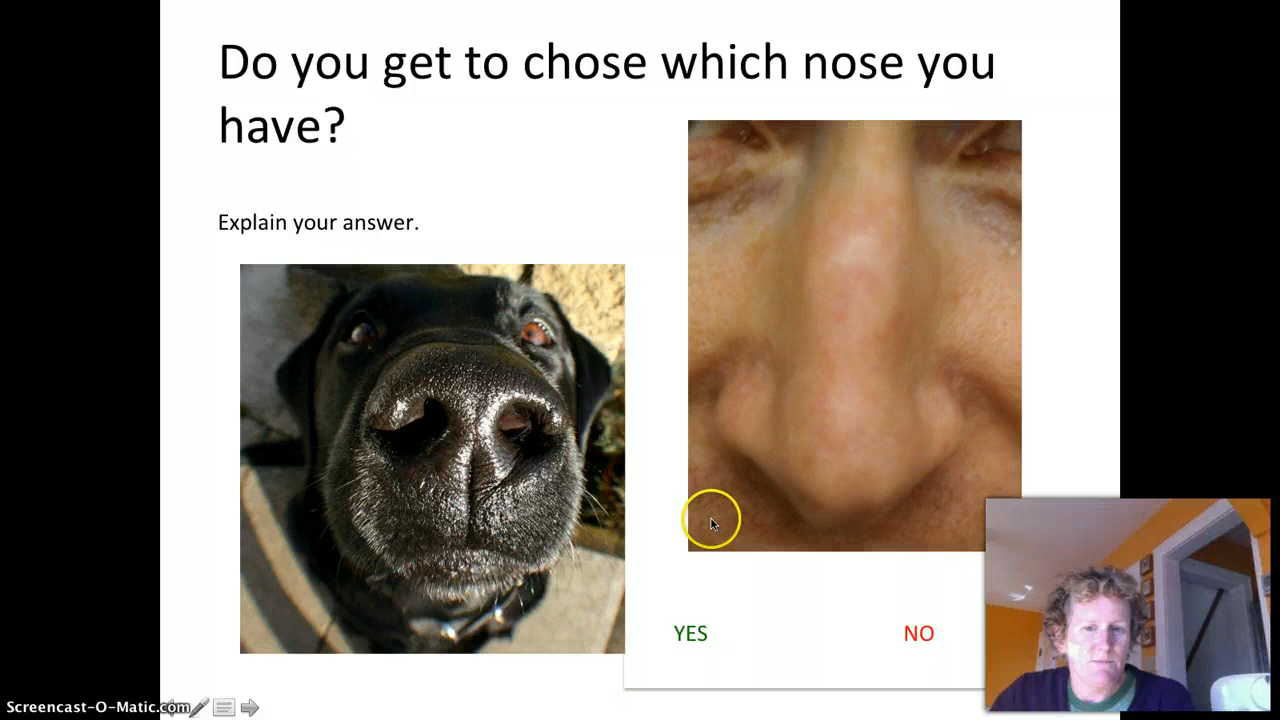 Do you get to chose which nose you
have?
Explain your answer.
YES NO
Screencast-O-Matic.com